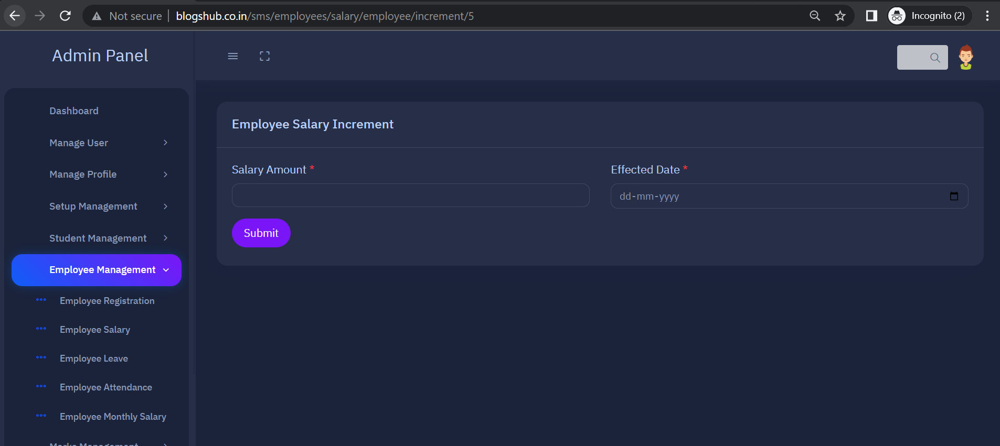 Not secure | blogshub.co.in/sms/employees/salary/employee/increment/5
Incognito (2)
Admin Panel
Dashboard
Manage User
Manage Profile
Setup Management
Student Management
Employee Management
Employee Registration
Employee Salary
Employee Leave
Employee Attendance
Employee Monthly Salary
Marks Management
Employee Salary Increment
Salary Amount *
Effected Date *
dd-mm-yyyy
Submit